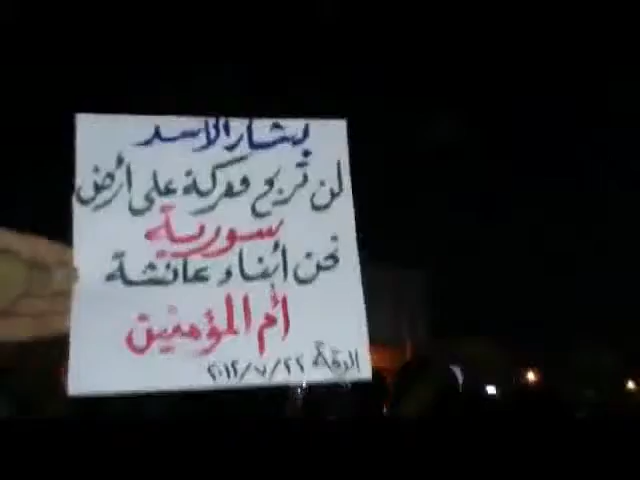 بشار الأسد
لن تربح معركة على أرض
سورية
نحن أبناء عائشة
أم المؤمنين
الرقة ٢٠١٢/٧/٢٢